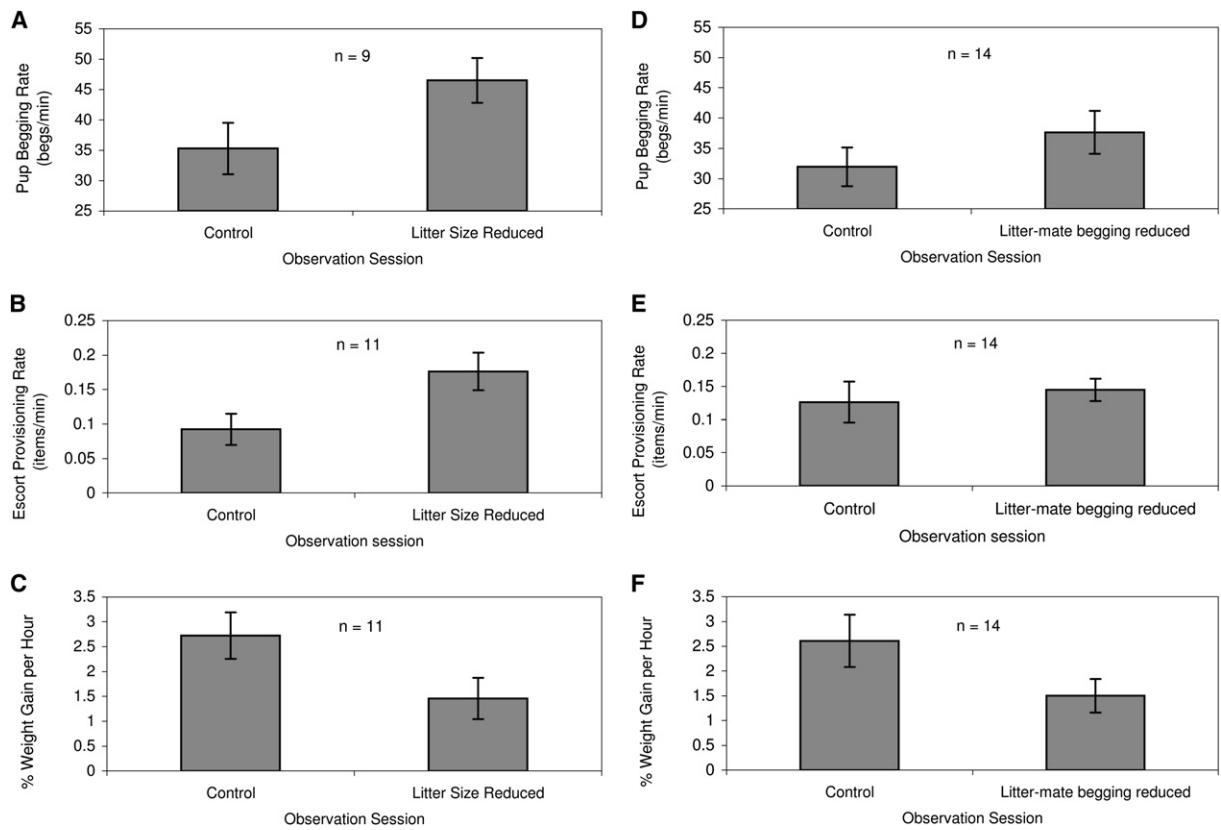 A
Pup Begging Rate
(begs/min)
55
50
45
40
35
30
25
n = 9
Control
Litter Size Reduced
Observation Session
B
Escort Provisioning Rate
(items/min)
0.25
0.2
0.15
0.1
0.05
0
n = 11
Control
Litter Size Reduced
Observation session
C
% Weight Gain per Hour
3.5
3
2.5
2
1.5
1
0.5
0
n = 11
Control
Litter Size Reduced
Observation Session
D
Pup Begging Rate
(begs/min)
55
50
45
40
35
30
25
n = 14
Control
Litter-mate begging reduced
Observation Session
E
Escort Provisioning Rate
(items/min)
0.25
0.2
0.15
0.1
0.05
0
n = 14
Control
Litter-mate begging reduced
Observation session
F
% Weight Gain per Hour
3.5
3
2.5
2
1.5
1
0.5
0
n = 14
Control
Litter-mate begging reduced
Observation Session